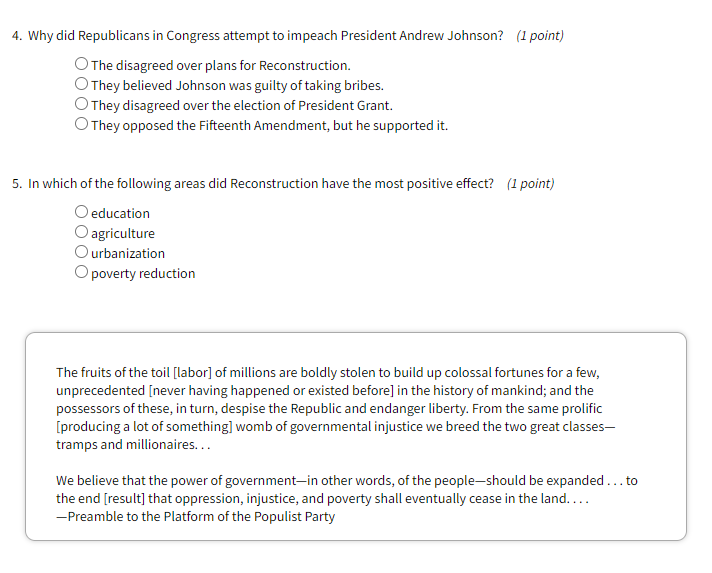 4. Why did Republicans in Congress attempt to impeach President Andrew Johnson? (1 point)
The disagreed over plans for Reconstruction.
They believed Johnson was guilty of taking bribes.
They disagreed over the election of President Grant.
They opposed the Fifteenth Amendment, but he supported it.
5. In which of the following areas did Reconstruction have the most positive effect? (1 point)
education
agriculture
urbanization
poverty reduction
The fruits of the toil [labor] of millions are boldly stolen to build up colossal fortunes for a few,
unprecedented [never having happened or existed before] in the history of mankind; and the
possessors of these, in turn, despise the Republic and endanger liberty. From the same prolific
[producing a lot of something] womb of governmental injustice we breed the two great classes—
tramps and millionaires. . .
We believe that the power of government—in other words, of the people—should be expanded . . . to
the end [result] that oppression, injustice, and poverty shall eventually cease in the land. . . .
—Preamble to the Platform of the Populist Party